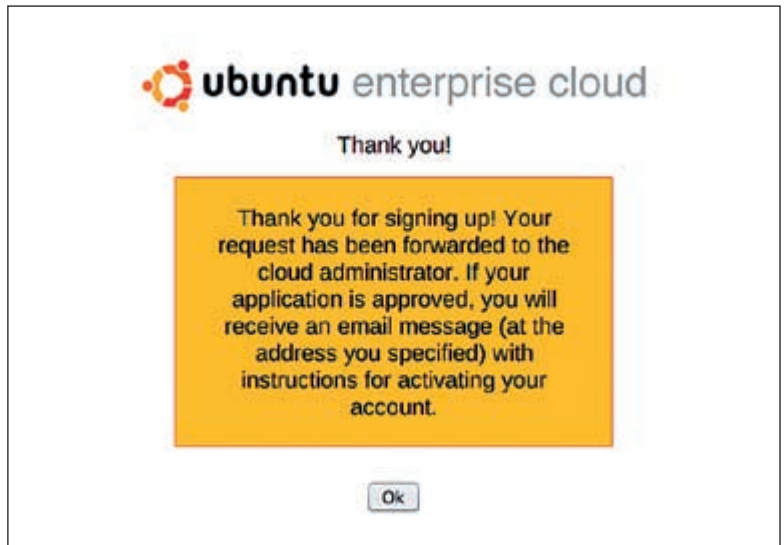 ubuntu enterprise cloud
Thank you!
Thank you for signing up! Your
request has been forwarded to the
cloud administrator. If your
application is approved, you will
receive an email message (at the
address you specified) with
instructions for activating your
account.
Ok